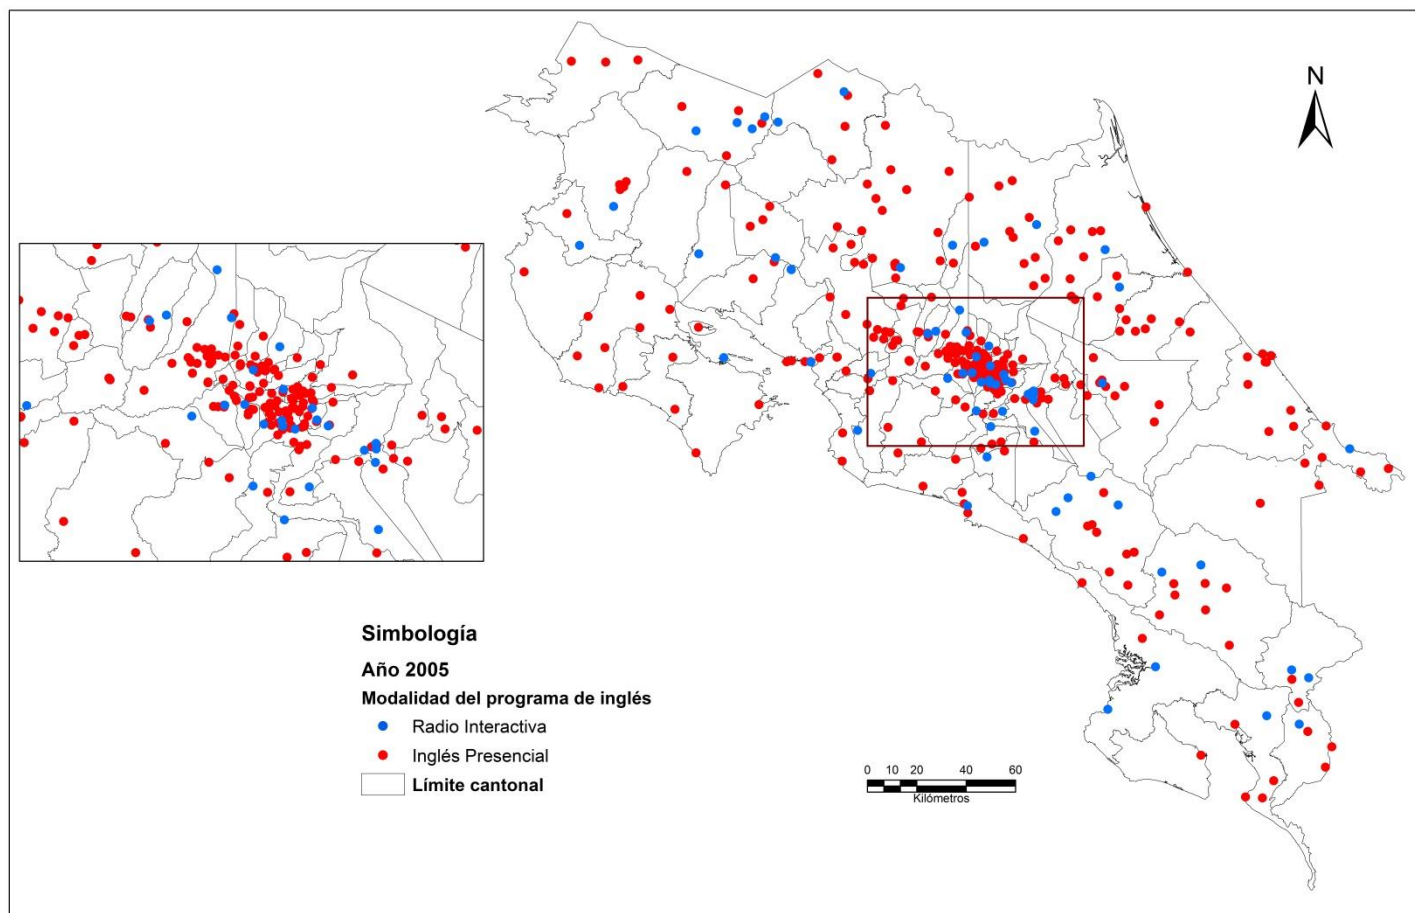 N
Simbología
Año 2005
Modalidad del programa de inglés
Radio Interactiva
Inglés Presencial
Límite cantonal
0 10 20 40 60
Kilómetros